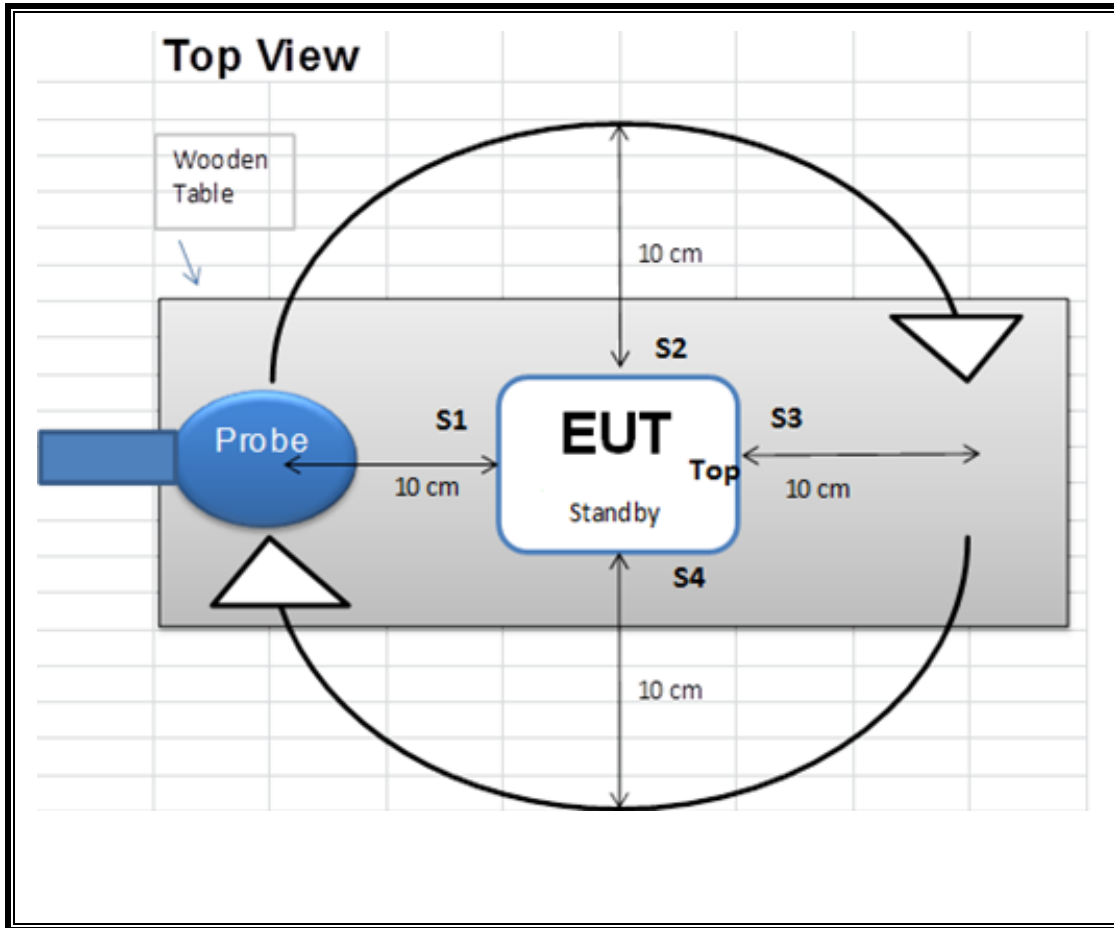 Top View
Wooden
Table
10 cm
S2
S1
EUT
S3
Probe
Top
10 cm
10 cm
Standby
S4
10 cm